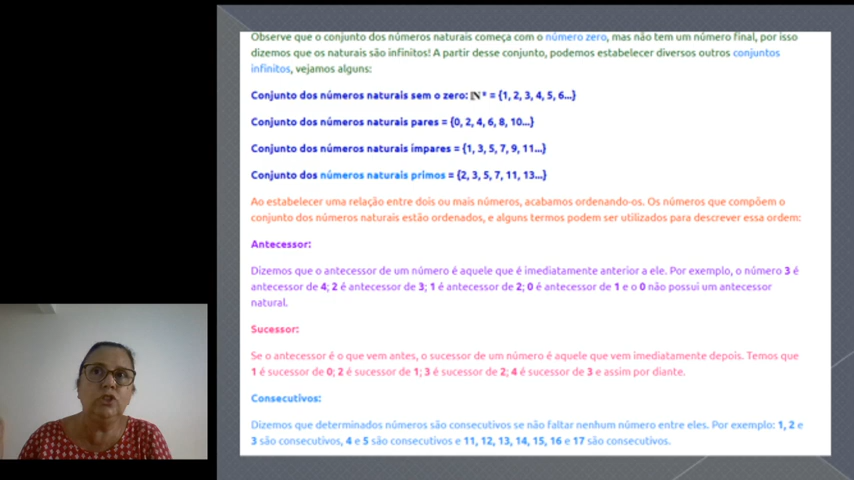 Observe que o conjunto dos números naturais começa com o número zero, mas não tem um número final, por isso
dizemos que os naturais são infinitos! A partir desse conjunto, podemos estabelecer diversos outros conjuntos
infinitos, vejamos alguns:
Conjunto dos números naturais sem o zero: ℕ* = {1, 2, 3, 4, 5, 6...}
Conjunto dos números naturais pares = {0, 2, 4, 6, 8, 10...}
Conjunto dos números naturais ímpares = {1, 3, 5, 7, 9, 11...}
Conjunto dos números naturais primos = {2, 3, 5, 7, 11, 13...}
Ao estabelecer uma relação entre dois ou mais números, acabamos ordenando-os. Os números que compõem o
conjunto dos números naturais estão ordenados, e alguns termos podem ser utilizados para descrever essa ordem:
Antecessor:
Dizemos que o antecessor de um número é aquele que é imediatamente anterior a ele. Por exemplo, o número 3 é
antecessor de 4; 2 é antecessor de 3; 1 é antecessor de 2; 0 é antecessor de 1 e o 0 não possui um antecessor
natural.
Sucessor:
Se o antecessor é o que vem antes, o sucessor de um número é aquele que vem imediatamente depois. Temos que
1 é sucessor de 0; 2 é sucessor de 1; 3 é sucessor de 2; 4 é sucessor de 3 e assim por diante.
Consecutivos:
Dizemos que determinados números são consecutivos se não faltar nenhum número entre eles. Por exemplo: 1, 2 e
3 são consecutivos, 4 e 5 são consecutivos e 11, 12, 13, 14, 15, 16 e 17 são consecutivos.